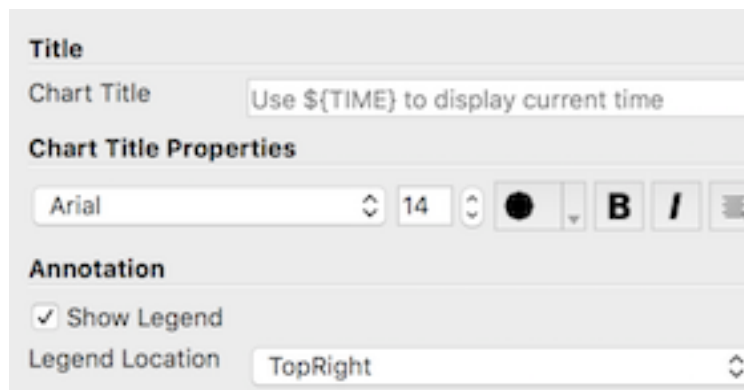 Title
Chart Title Use ${TIME} to display current time
Chart Title Properties
Arial 14 B I
Annotation
Show Legend
Legend Location TopRight